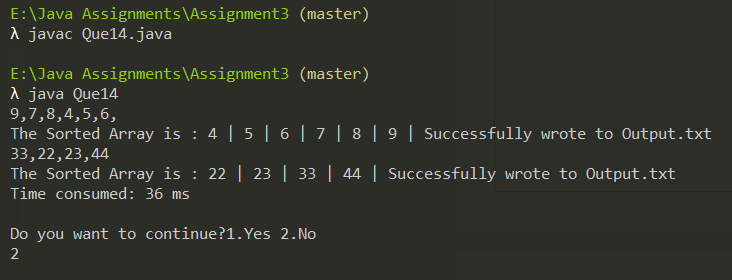 E:\Java Assignments\Assignment3 (master)
λ javac Que14.java
E:\Java Assignments\Assignment3 (master)
λ java Que14
9,7,8,4,5,6,
The Sorted Array is : 4 | 5 | 6 | 7 | 8 | 9 | Successfully wrote to Output.txt
33,22,23,44
The Sorted Array is : 22 | 23 | 33 | 44 | Successfully wrote to Output.txt
Time consumed: 36 ms
Do you want to continue?1.Yes 2.No
2